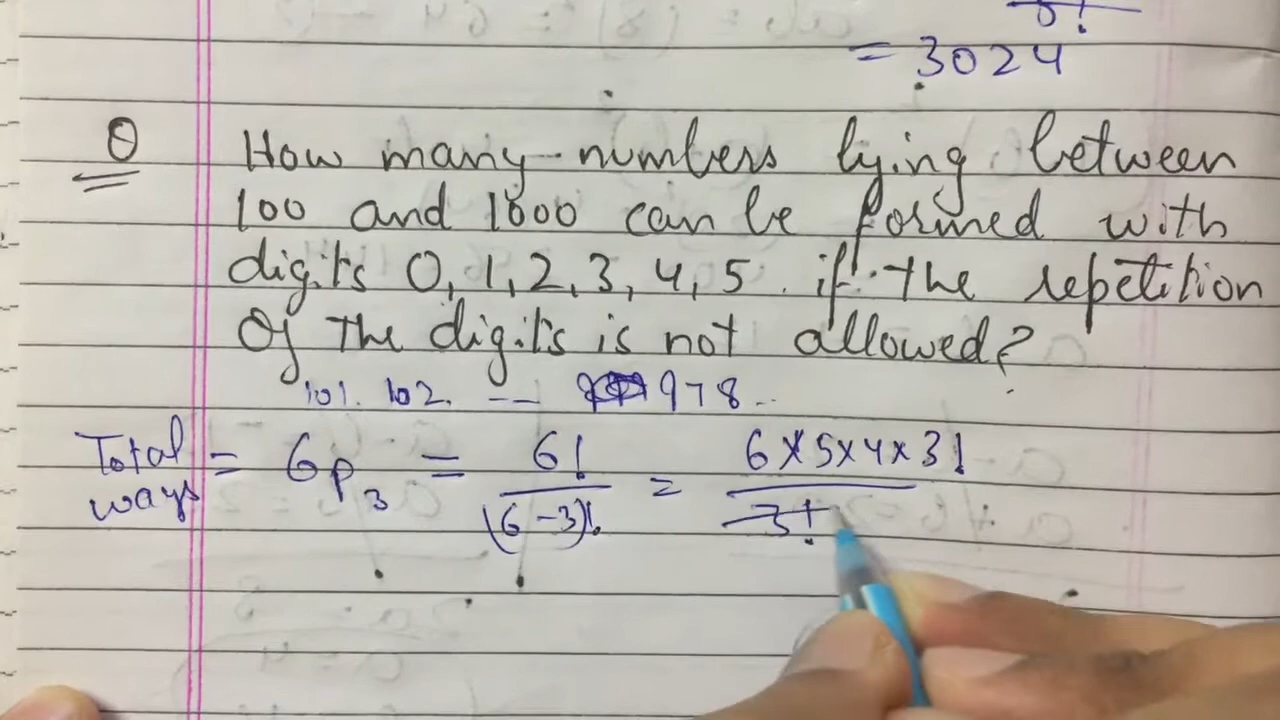 = 3024
Q How many numbers lying between
100 and 1000 can be formed with
digits 0, 1, 2, 3, 4, 5. if the repetition
Of the digits is not allowed?
101. 102. -- 978..
Total ways = 6P3 = 6! / (6-3)! = 6×5×4×3! / 3!